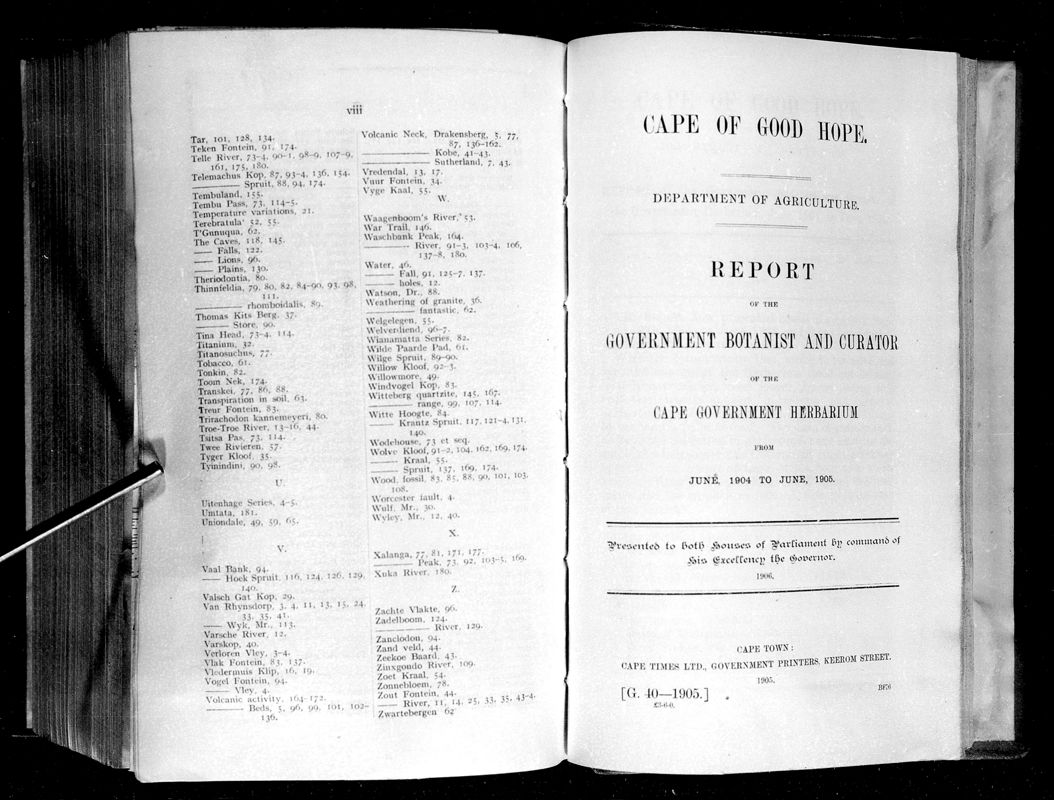 viii
Tar, 101, 128, 134.
Teken Fontein, 91, 174.
Telle River, 73-4, 90-1, 98-9, 107-9,
161, 175, 180.
Telemachus Kop, 87, 93-4, 136, 154.
——— Spruit, 88, 94, 174.
Tembuland, 155.
Tembu Pass, 73, 114-5.
Temperature variations, 21.
Terebratula' 52, 55.
T'Gunuqua, 62.
The Caves, 118, 145.
—— Falls, 122.
—— Lions, 96.
—— Plains, 130.
Theriodontia, 80.
Thinnfeldia, 79, 80, 82, 84-90, 93, 98,
111.
——— rhomboidalis, 89.
Thomas Kits Berg, 37.
——— Store, 90.
Tina Head, 73-4, 114.
Titanium, 32.
Titanosuchus, 77.
Tobacco, 61.
Tonkin, 82.
Toom Nek, 174.
Transkei, 77, 86, 88.
Transpiration in soil, 63.
Treur Fontein, 83.
Trirachodon kannemeyeri, 80.
Troe-Troe River, 13-16, 44.
Tsitsa Pas, 73, 114.
Twee Rivieren, 57.
Tyger Kloof, 35.
Tymindini, 90, 98.
U.
Uitenhage Series, 4-5.
Umtata, 181.
Uniondale, 49, 59, 65.
V.
Vaal Bank, 94.
—— Hoek Spruit, 116, 124, 126, 129,
140.
Valsch Gat Kop, 29.
Van Rhynsdorp, 3, 4, 11, 13, 15, 24,
33, 35, 41.
—— Wyk, Mr., 113.
Varsche River, 12.
Varskop, 40.
Verloren Vley, 3-4.
Vlak Fontein, 83, 137.
Vledermuis Klip, 16, 19.
Vogel Fontein, 94.
—— Vley, 4.
Volcanic activity, 164-172.
——— Beds, 5, 96, 99, 101, 102-
136.
Volcanic Neck, Drakensberg, 5, 77,
87, 136-162.
——— Kobe, 41-43.
——— Sutherland, 7, 43.
Vredendal, 13, 17.
Vuur Fontein, 34.
Vyge Kaal, 55.
W.
Waagenboom's River, 53.
War Trail, 146.
Waschbank Peak, 164.
——— River, 91-3, 103-4, 106,
137-8, 180.
Water, 46.
—— Fall, 91, 125-7, 137.
—— holes, 12.
Watson, Dr., 88.
Weathering of granite, 36.
——— fantastic, 62.
Welgelegen, 55.
Welverdiend, 96-7.
Wianamatta Series, 82.
Wilde Paarde Pad, 61.
Wilge Spruit, 89-90.
Willow Kloof, 92-3.
Willowmore, 49.
Windvogel Kop, 83.
Witteberg quartzite, 145, 167.
——— range, 99, 107, 114.
Witte Hoogte, 84.
—— Krantz Spruit, 117, 121-4, 131,
140.
Wodehouse, 73 et seq.
Wolve Kloof, 91-2, 104, 162, 169, 174.
—— Kraal, 55.
—— Spruit, 137, 169, 174.
Wood, fossil, 83, 85, 88, 90, 101, 103,
108.
Worcester fault, 4.
Wulf, Mr., 30.
Wyley, Mr., 12, 40.
X.
Xalanga, 77, 81, 171, 177.
——— Peak, 73, 92, 103-5, 169.
Xuka River, 180.
Z.
Zachte Vlakte, 96.
Zadelboom, 124.
——— River, 129.
Zanclodon, 94.
Zand veld, 44.
Zeekoe Baard, 43.
Zinxgondo River, 109.
Zoet Kraal, 54.
Zonnebloem, 78.
Zout Fontein, 44.
—— River, 11, 14, 25, 33, 35, 43-4.
Zwartebergen 62
CAPE OF GOOD HOPE.
DEPARTMENT OF AGRICULTURE.
REPORT
OF THE
GOVERNMENT BOTANIST AND CURATOR
OF THE
CAPE GOVERNMENT HERBARIUM
FROM
JUNE, 1904 TO JUNE, 1905.
Presented to both Houses of Parliament by command of
His Excellency the Governor.
1906.
CAPE TOWN:
CAPE TIMES LTD., GOVERNMENT PRINTERS, KEEROM STREET.
1905.
[G. 40—1905.]
£3-6-0.